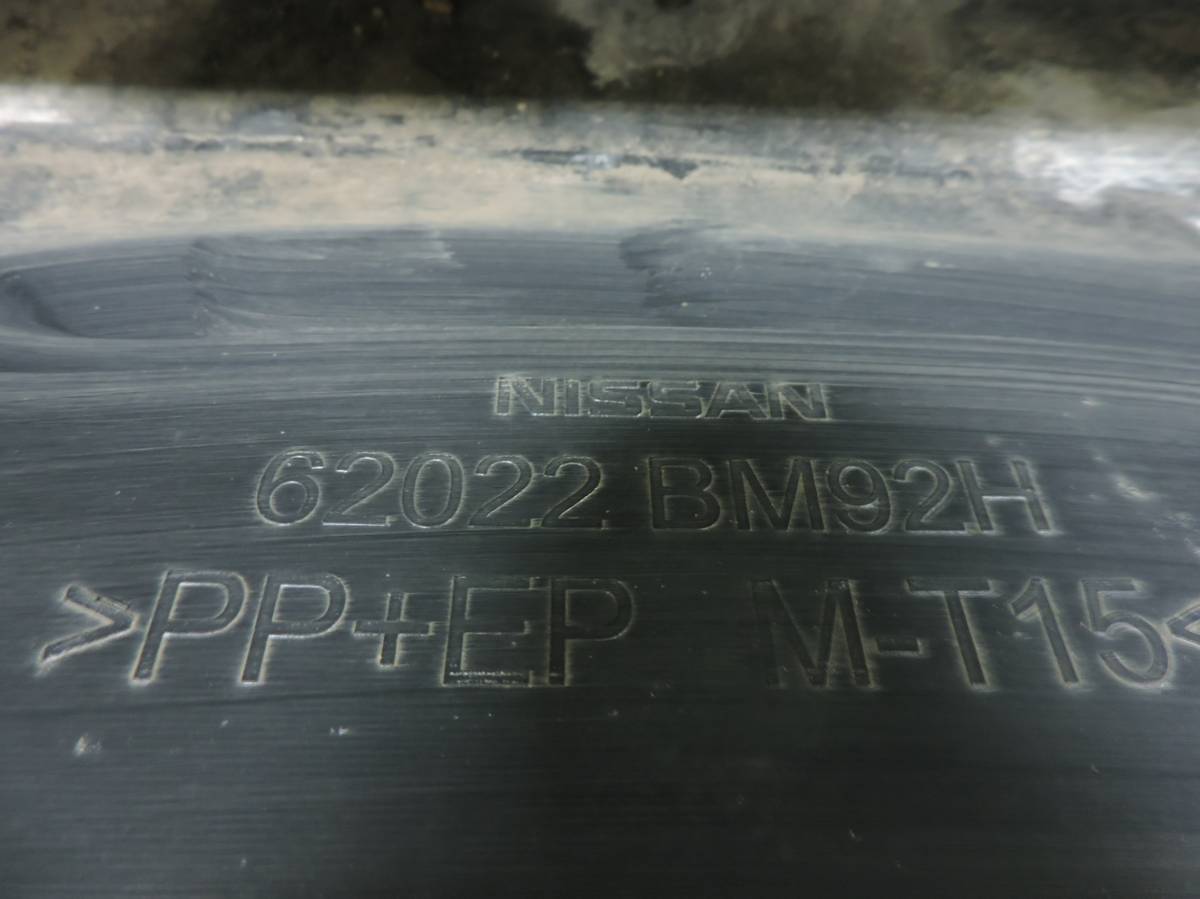 NISSAN
62022 BM92H
>PP+EP M-T15<